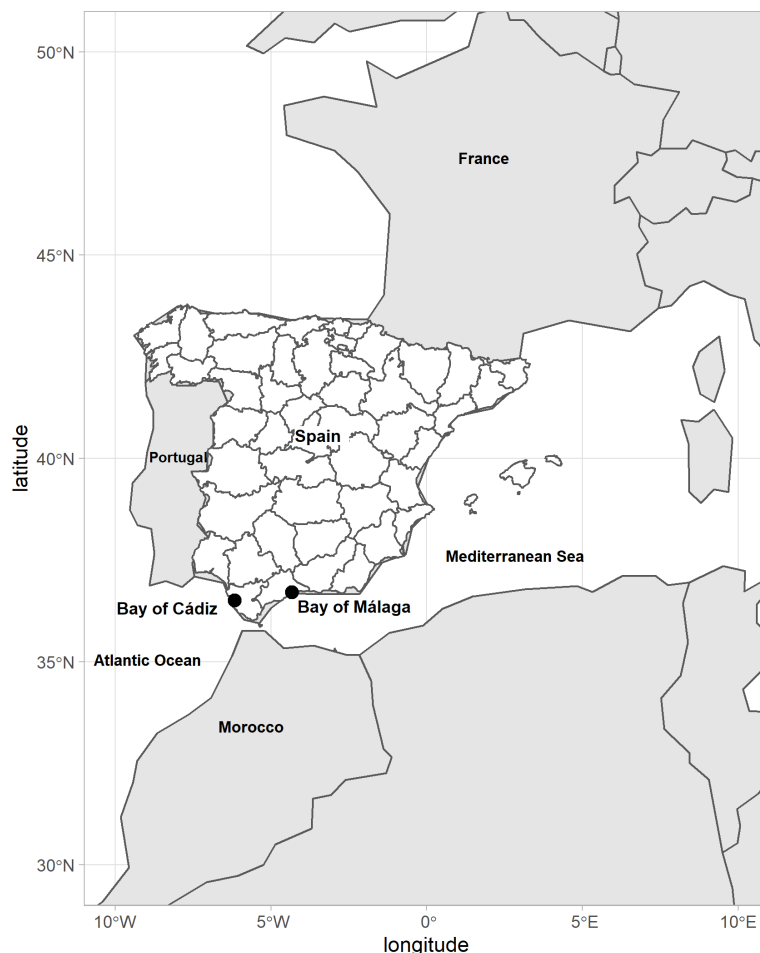 50°N
France
45°N
Spain
40°N
Portugal
latitude
Mediterranean Sea
Bay of Cádiz
Bay of Málaga
35°N
Atlantic Ocean
Morocco
30°N
10°W
5°W
0°
5°E
10°E
longitude